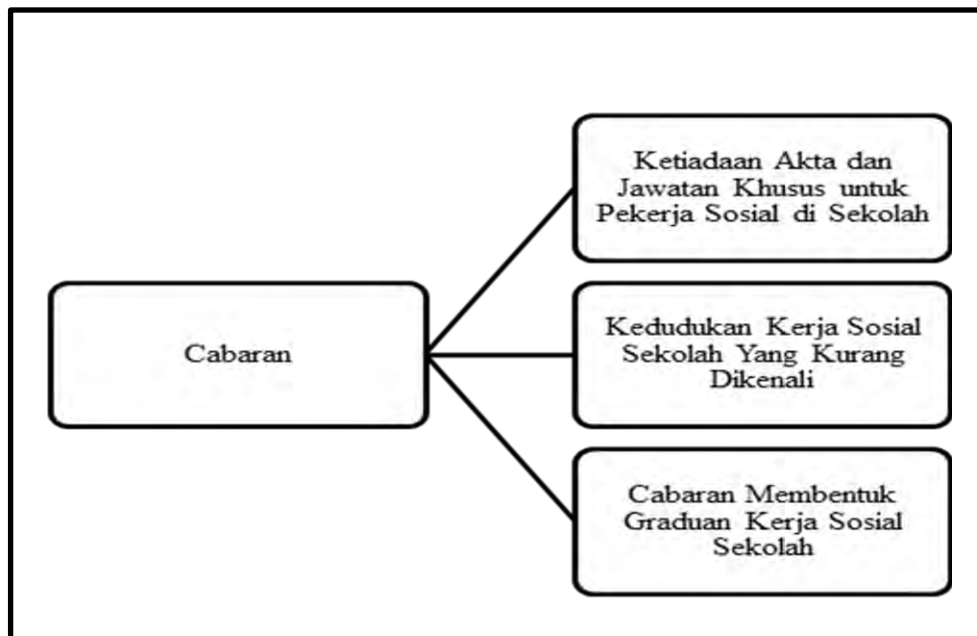 Cabaran
Ketiadaan Akta dan
Jawatan Khusus untuk
Pekerja Sosial di Sekolah
Kedudukan Kerja Sosial
Sekolah Yang Kurang
Dikenali
Cabaran Membentuk
Graduan Kerja Sosial
Sekolah